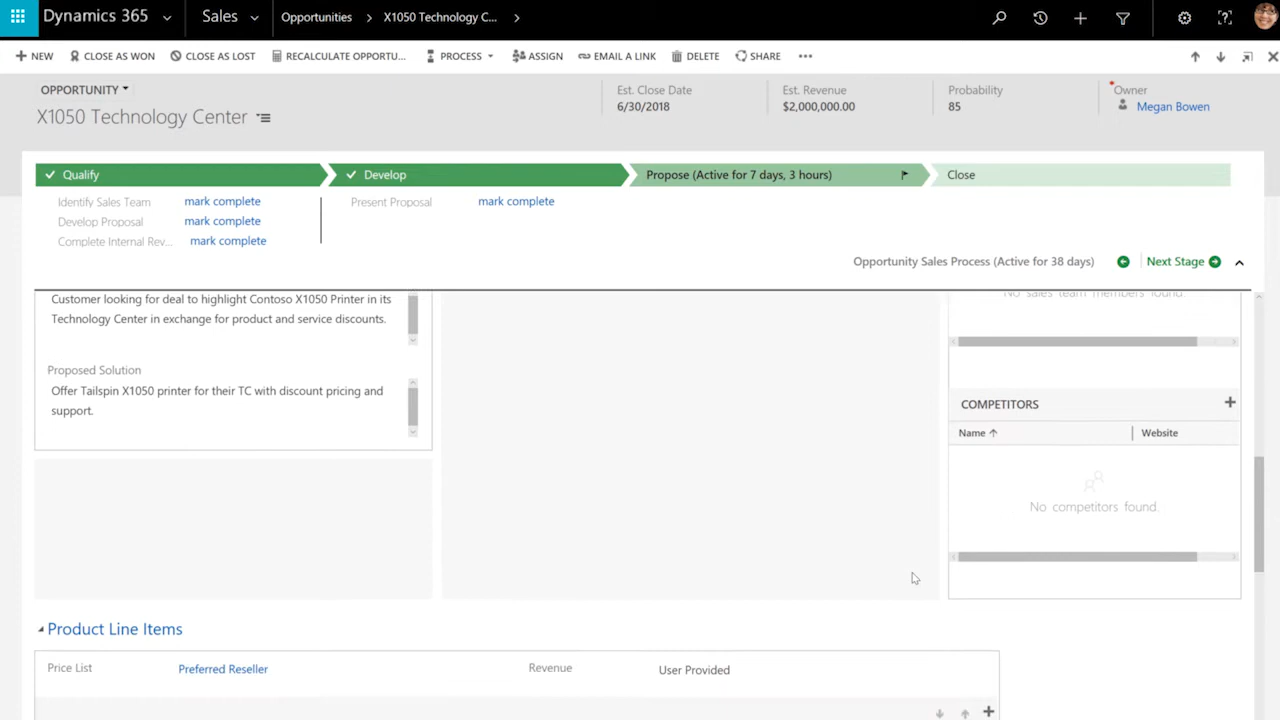 Dynamics 365 Sales Opportunities X1050 Technology C...
NEW CLOSE AS WON CLOSE AS LOST RECALCULATE OPPORTU... PROCESS ASSIGN EMAIL A LINK DELETE SHARE
OPPORTUNITY
X1050 Technology Center
Est. Close Date
6/30/2018
Est. Revenue
$2,000,000.00
Probability
85
*Owner
Megan Bowen
Qualify Develop Propose (Active for 7 days, 3 hours) Close
Identify Sales Team mark complete
Develop Proposal mark complete
Complete Internal Rev... mark complete
Present Proposal mark complete
Opportunity Sales Process (Active for 38 days) Next Stage
Customer looking for deal to highlight Contoso X1050 Printer in its
Technology Center in exchange for product and service discounts.
Proposed Solution
Offer Tailspin X1050 printer for their TC with discount pricing and
support.
No sales team members found.
COMPETITORS
Name Website
No competitors found.
Product Line Items
Price List Preferred Reseller Revenue User Provided